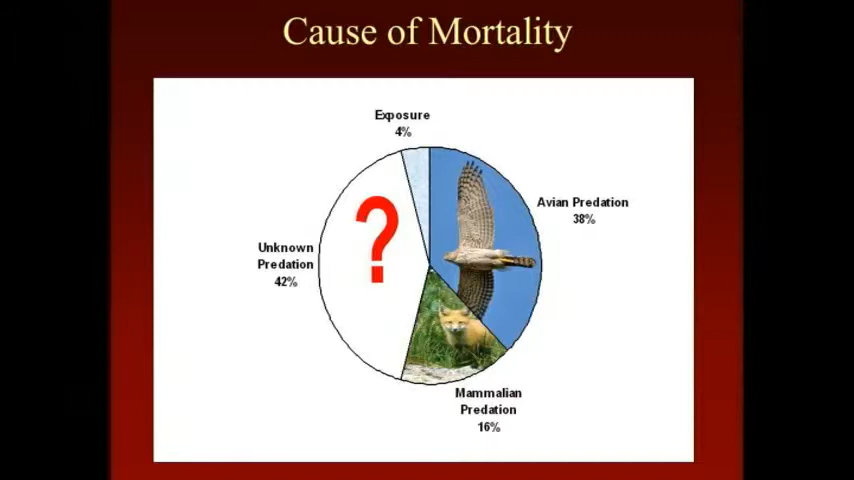 Cause of Mortality
Exposure
4%
Avian Predation
38%
?
Unknown
Predation
42%
Mammalian
Predation
16%